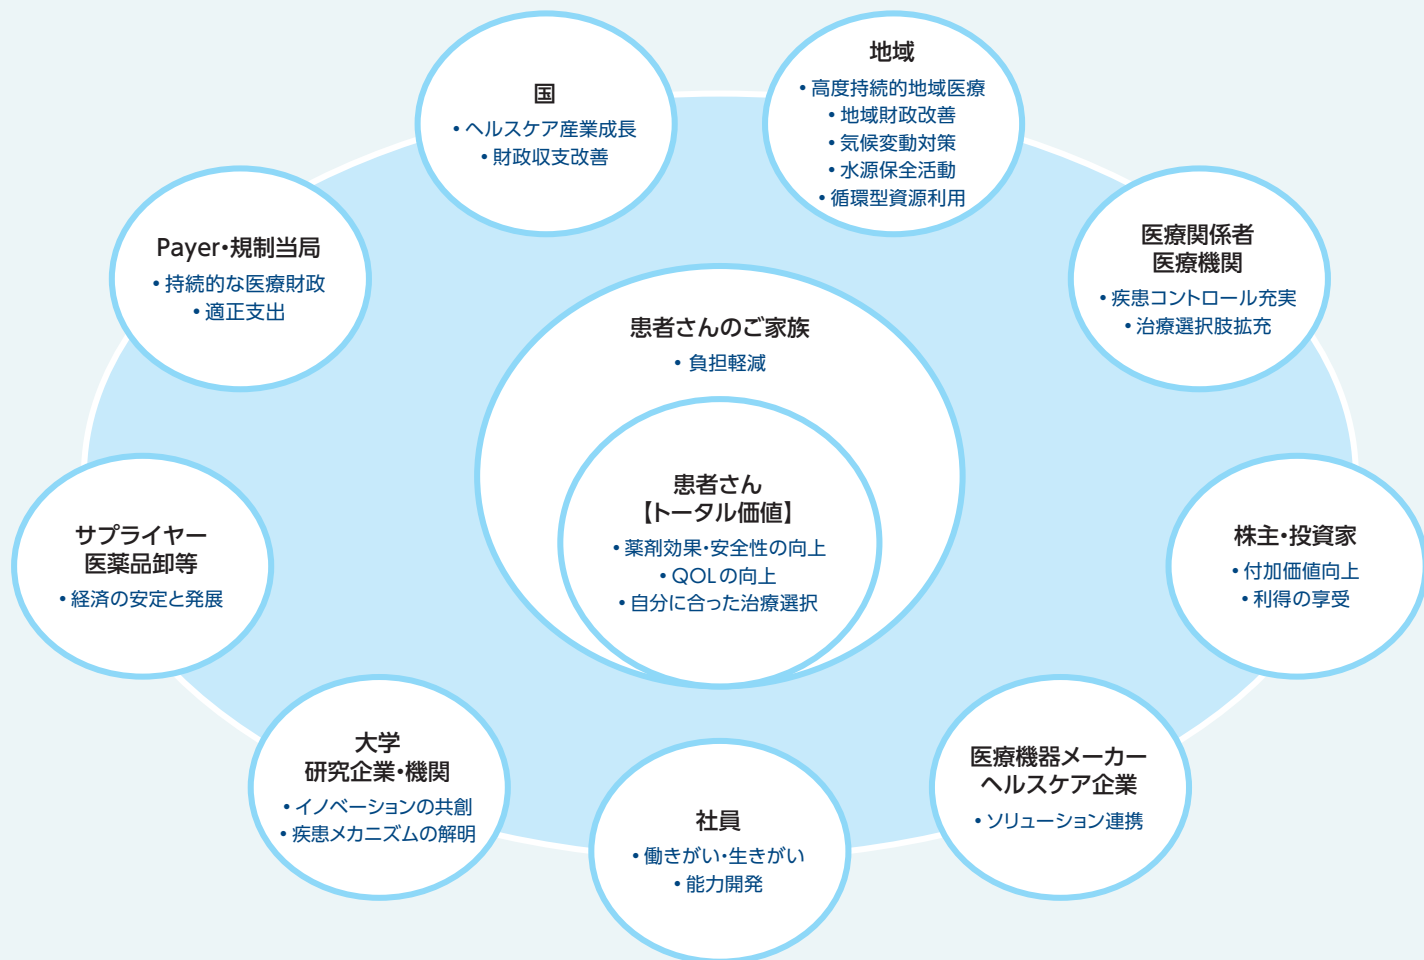 国
• ヘルスケア産業成長
• 財政収支改善
地域
• 高度持続的地域医療
• 地域財政改善
• 気候変動対策
• 水源保全活動
• 循環型資源利用
Payer・規制当局
• 持続的な医療財政
• 適正支出
医療関係者
医療機関
• 疾患コントロール充実
• 治療選択肢拡充
患者さんのご家族
• 負担軽減
患者さん
【トータル価値】
• 薬剤効果・安全性の向上
• QOLの向上
• 自分に合った治療選択
サプライヤー
医薬品卸等
• 経済の安定と発展
株主・投資家
• 付加価値向上
• 利得の享受
大学
研究企業・機関
• イノベーションの共創
• 疾患メカニズムの解明
社員
• 働きがい・生きがい
• 能力開発
医療機器メーカー
ヘルスケア企業
• ソリューション連携